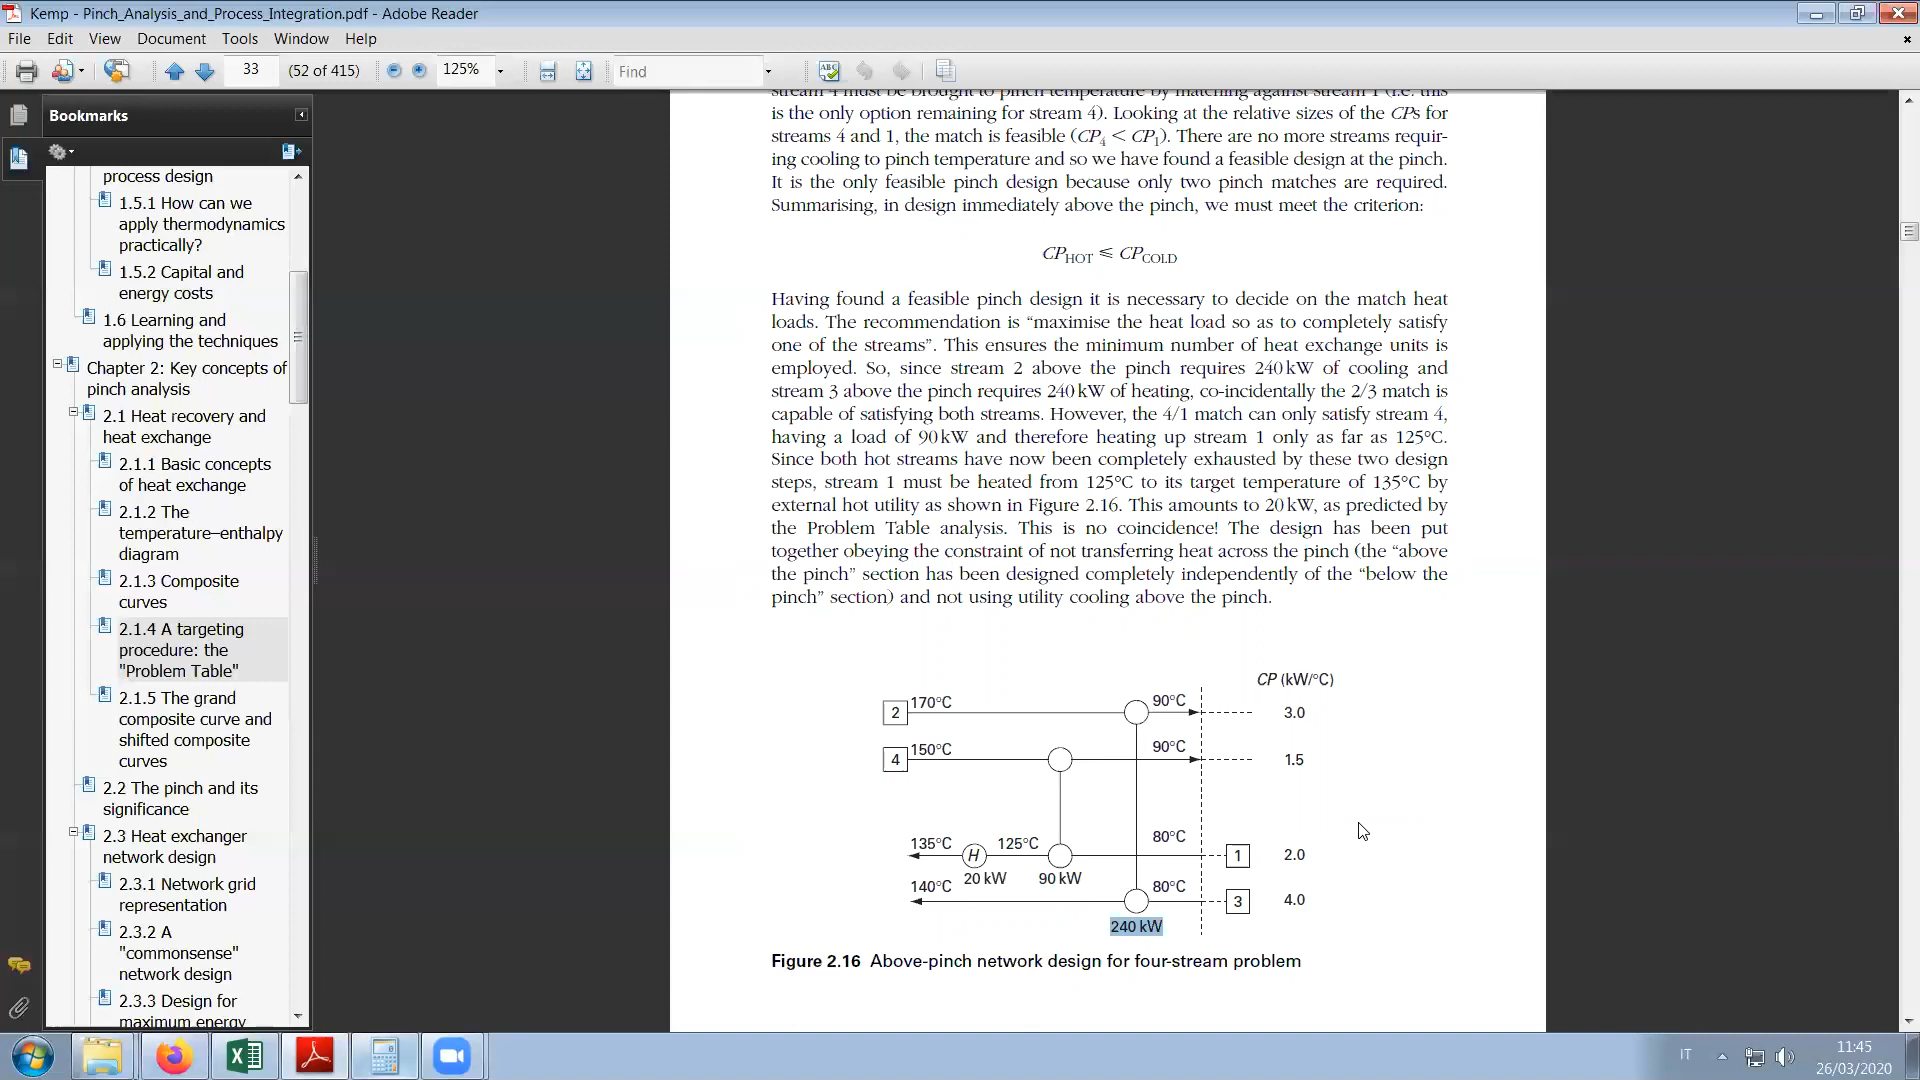 Kemp - Pinch_Analysis_and_Process_Integration.pdf - Adobe Reader
File Edit View Document Tools Window Help
33 (52 of 415) 125% Find
Bookmarks
process design
1.5.1 How can we
apply thermodynamics
practically?
1.5.2 Capital and
energy costs
1.6 Learning and
applying the techniques
Chapter 2: Key concepts of
pinch analysis
2.1 Heat recovery and
heat exchange
2.1.1 Basic concepts
of heat exchange
2.1.2 The
temperature–enthalpy
diagram
2.1.3 Composite
curves
2.1.4 A targeting
procedure: the
"Problem Table"
2.1.5 The grand
composite curve and
shifted composite
curves
2.2 The pinch and its
significance
2.3 Heat exchanger
network design
2.3.1 Network grid
representation
2.3.2 A
"commonsense"
network design
2.3.3 Design for
maximum energy
stream 4 must be brought to pinch temperature by matching against stream 1 (i.e. this
is the only option remaining for stream 4). Looking at the relative sizes of the CPs for
streams 4 and 1, the match is feasible (CP4 < CP1). There are no more streams requir-
ing cooling to pinch temperature and so we have found a feasible design at the pinch.
It is the only feasible pinch design because only two pinch matches are required.
Summarising, in design immediately above the pinch, we must meet the criterion:
CPHOT ⩽ CPCOLD
Having found a feasible pinch design it is necessary to decide on the match heat
loads. The recommendation is “maximise the heat load so as to completely satisfy
one of the streams”. This ensures the minimum number of heat exchange units is
employed. So, since stream 2 above the pinch requires 240 kW of cooling and
stream 3 above the pinch requires 240 kW of heating, co-incidentally the 2/3 match is
capable of satisfying both streams. However, the 4/1 match can only satisfy stream 4,
having a load of 90 kW and therefore heating up stream 1 only as far as 125°C.
Since both hot streams have now been completely exhausted by these two design
steps, stream 1 must be heated from 125°C to its target temperature of 135°C by
external hot utility as shown in Figure 2.16. This amounts to 20 kW, as predicted by
the Problem Table analysis. This is no coincidence! The design has been put
together obeying the constraint of not transferring heat across the pinch (the “above
the pinch” section has been designed completely independently of the “below the
pinch” section) and not using utility cooling above the pinch.
CP (kW/°C)
2 170°C 90°C 3.0
4 150°C 90°C 1.5
135°C H 125°C 80°C 1 2.0
20 kW 90 kW
140°C 80°C 3 4.0
240 kW
Figure 2.16 Above-pinch network design for four-stream problem
IT
11:45
26/03/2020